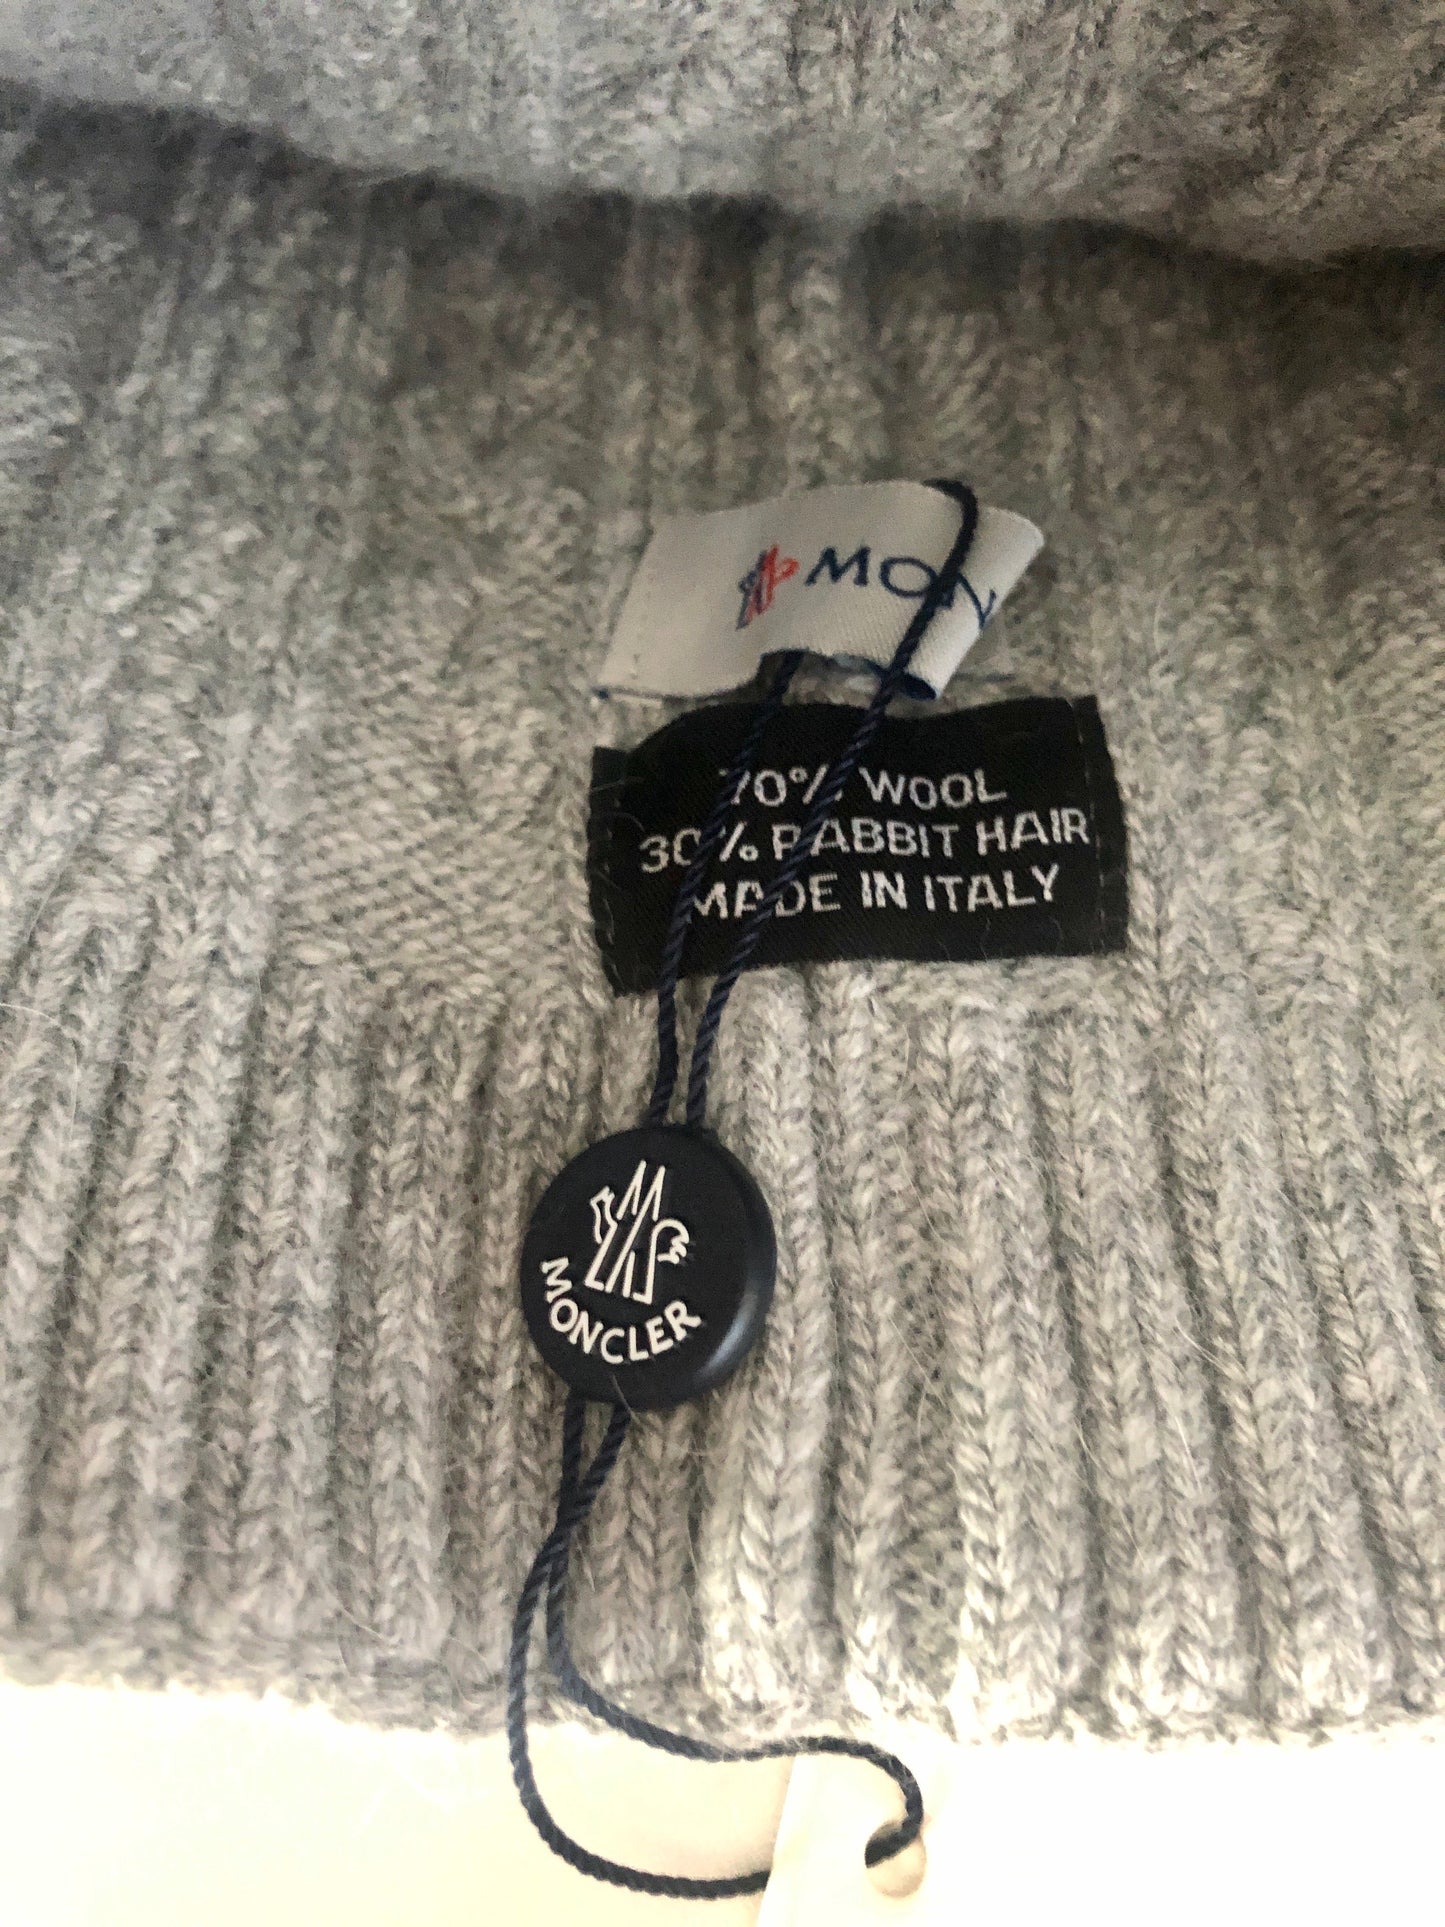 MON
70% WOOL
30% RABBIT HAIR
MADE IN ITALY
MONCLER